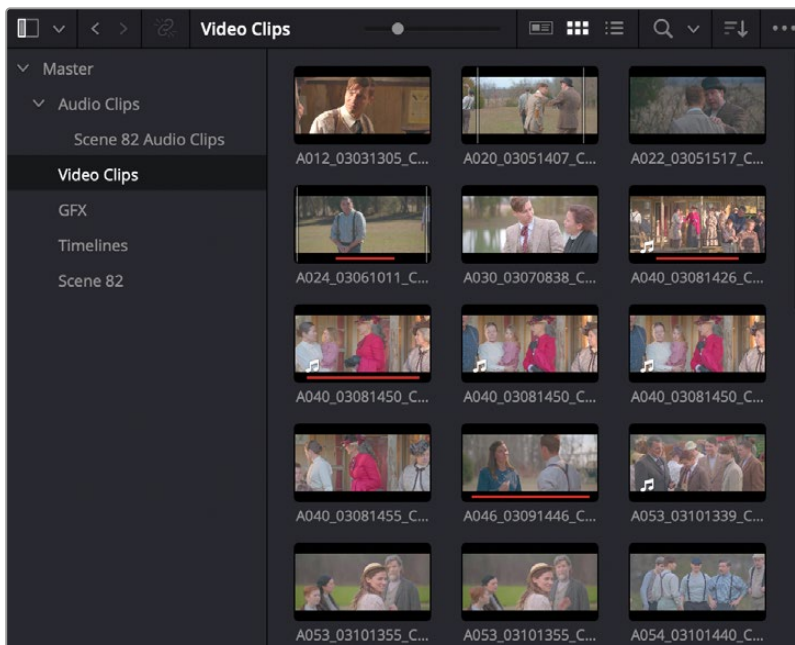 Video Clips
Master
Audio Clips
Scene 82 Audio Clips
Video Clips
GFX
Timelines
Scene 82
A012_03031305_C...
A020_03051407_C...
A022_03051517_C...
A024_03061011_C...
A030_03070838_C...
A040_03081426_C...
A040_03081450_C...
A040_03081450_C...
A040_03081450_C...
A040_03081455_C...
A046_03091446_C...
A053_03101339_C...
A053_03101355_C...
A053_03101355_C...
A054_03101440_C...